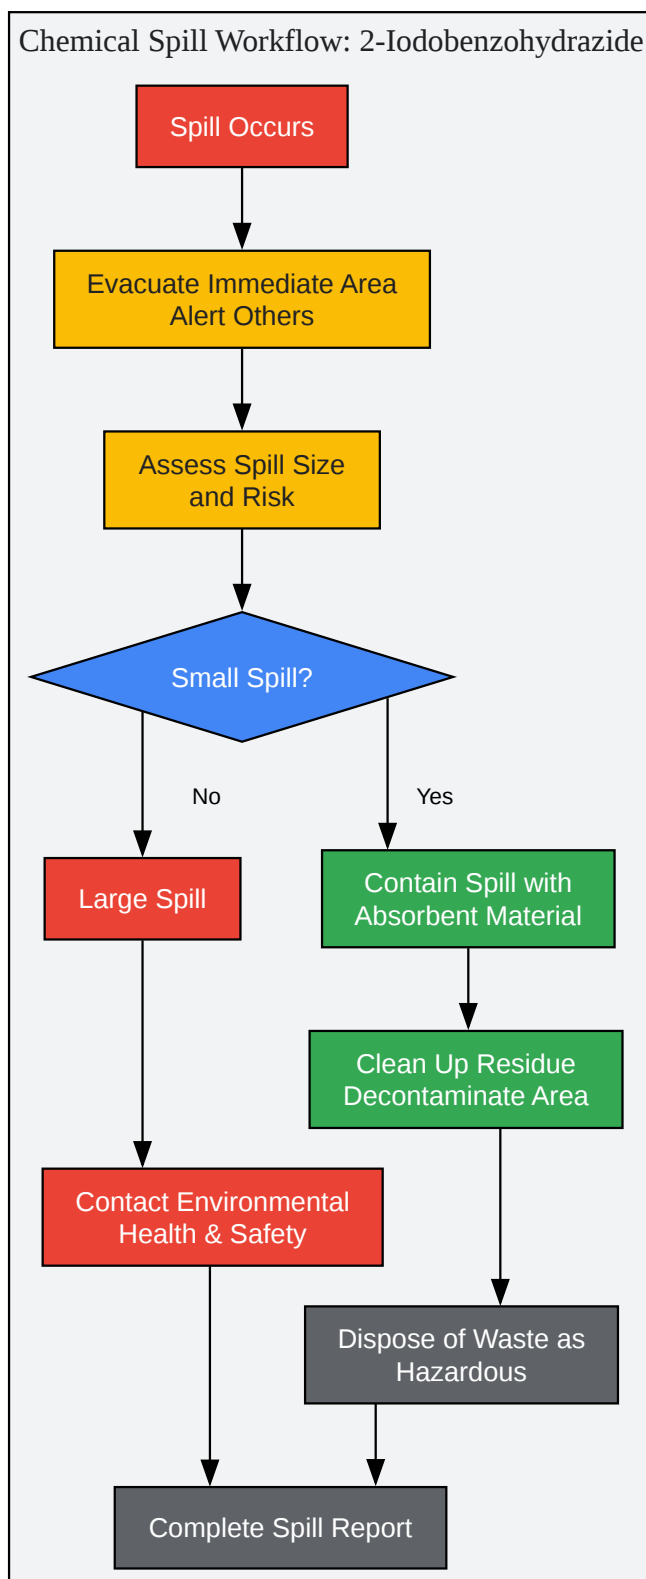 Chemical Spill Workflow: 2-Iodobenzohydrazide
Spill Occurs
Evacuate Immediate Area
Alert Others
Assess Spill Size
and Risk
Small Spill?
No
Yes
Large Spill
Contain Spill with
Absorbent Material
Clean Up Residue
Decontaminate Area
Contact Environmental
Health & Safety
Dispose of Waste as
Hazardous
Complete Spill Report